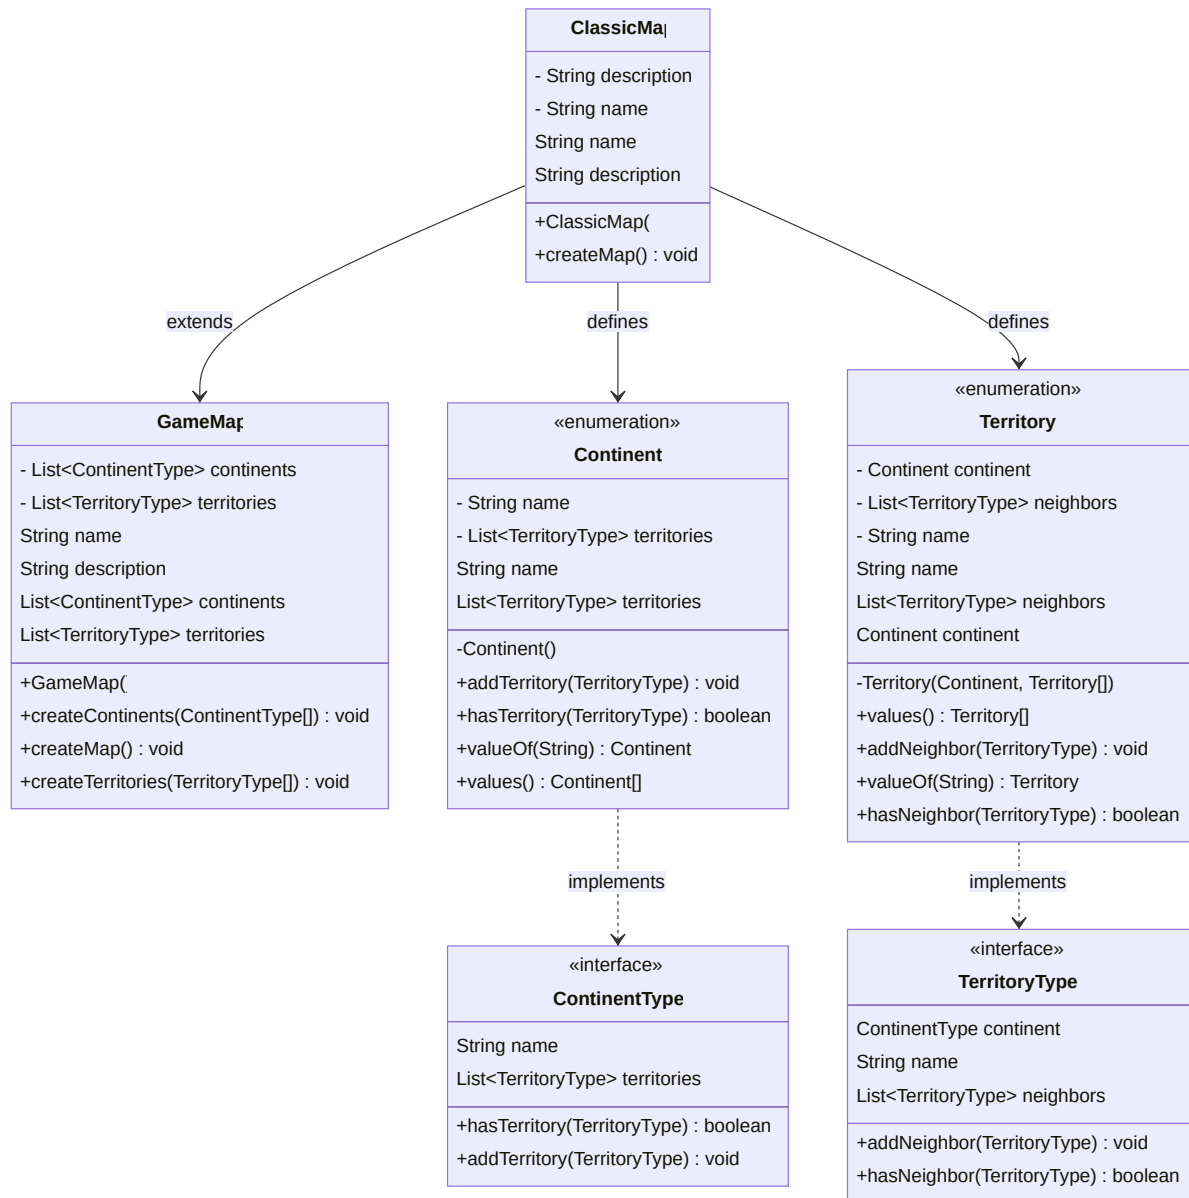 ClassicMap
- String description
- String name
String name
String description
+ClassicMap(
+createMap() : void
extends
defines
defines
GameMap
- List<ContinentType> continents
- List<TerritoryType> territories
String name
String description
List<ContinentType> continents
List<TerritoryType> territories
+GameMap(
+createContinents(ContinentType[]) : void
+createMap() : void
+createTerritories(TerritoryType[]) : void
«enumeration»
Continent
- String name
- List<TerritoryType> territories
String name
List<TerritoryType> territories
-Continent()
+addTerritory(TerritoryType) : void
+hasTerritory(TerritoryType) : boolean
+valueOf(String) : Continent
+values() : Continent[]
«enumeration»
Territory
- Continent continent
- List<TerritoryType> neighbors
- String name
String name
List<TerritoryType> neighbors
Continent continent
-Territory(Continent, Territory[])
+values() : Territory[]
+addNeighbor(TerritoryType) : void
+valueOf(String) : Territory
+hasNeighbor(TerritoryType) : boolean
implements
implements
«interface»
ContinentType
String name
List<TerritoryType> territories
+hasTerritory(TerritoryType) : boolean
+addTerritory(TerritoryType) : void
«interface»
TerritoryType
ContinentType continent
String name
List<TerritoryType> neighbors
+addNeighbor(TerritoryType) : void
+hasNeighbor(TerritoryType) : boolean